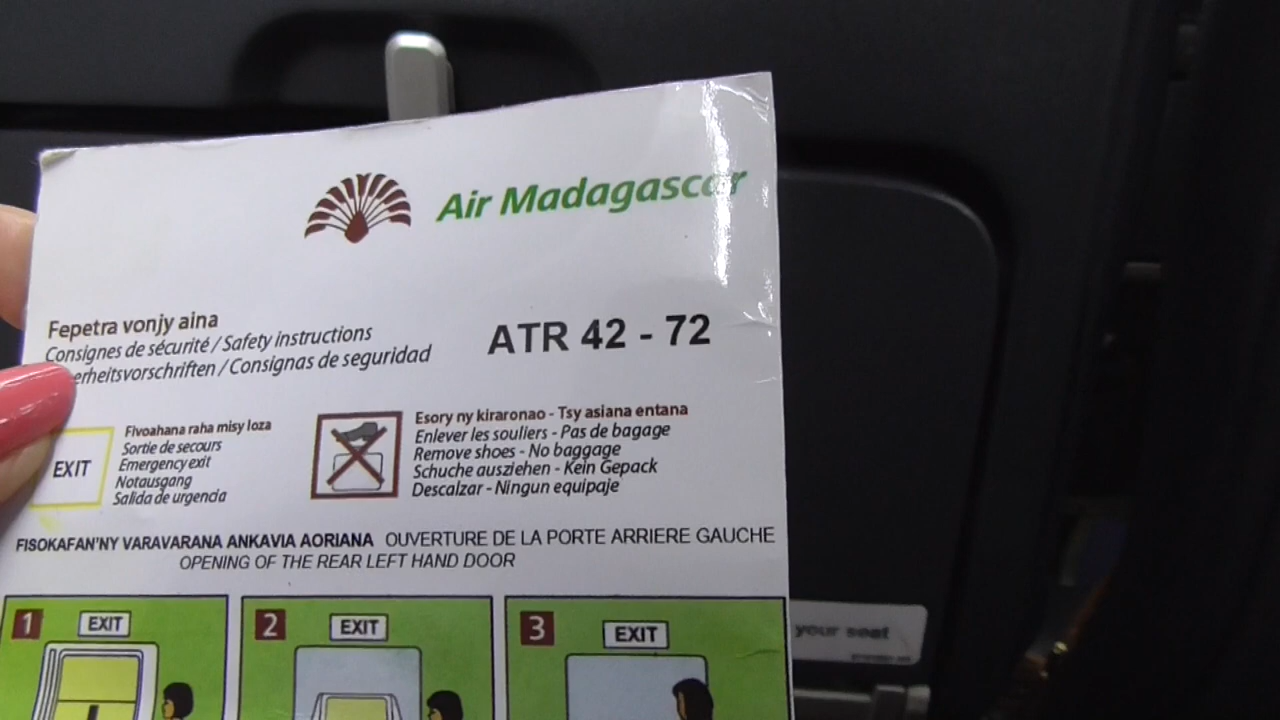 Air Madagascar
Fepetra vonjy aina
Consignes de sécurité / Safety instructions
erheitsvorschriften / Consignas de seguridad
ATR 42 - 72
EXIT
Fivoahana raha misy loza
Sortie de secours
Emergency exit
Notausgang
Salida de urgencia
Esory ny kiraronao - Tsy asiana entana
Enlever les souliers - Pas de bagage
Remove shoes - No baggage
Schuche ausziehen - Kein Gepack
Descalzar - Ningun equipaje
FISOKAFAN'NY VARAVARANA ANKAVIA AORIANA OUVERTURE DE LA PORTE ARRIERE GAUCHE
OPENING OF THE REAR LEFT HAND DOOR
1 EXIT
2 EXIT
3 EXIT
your seat